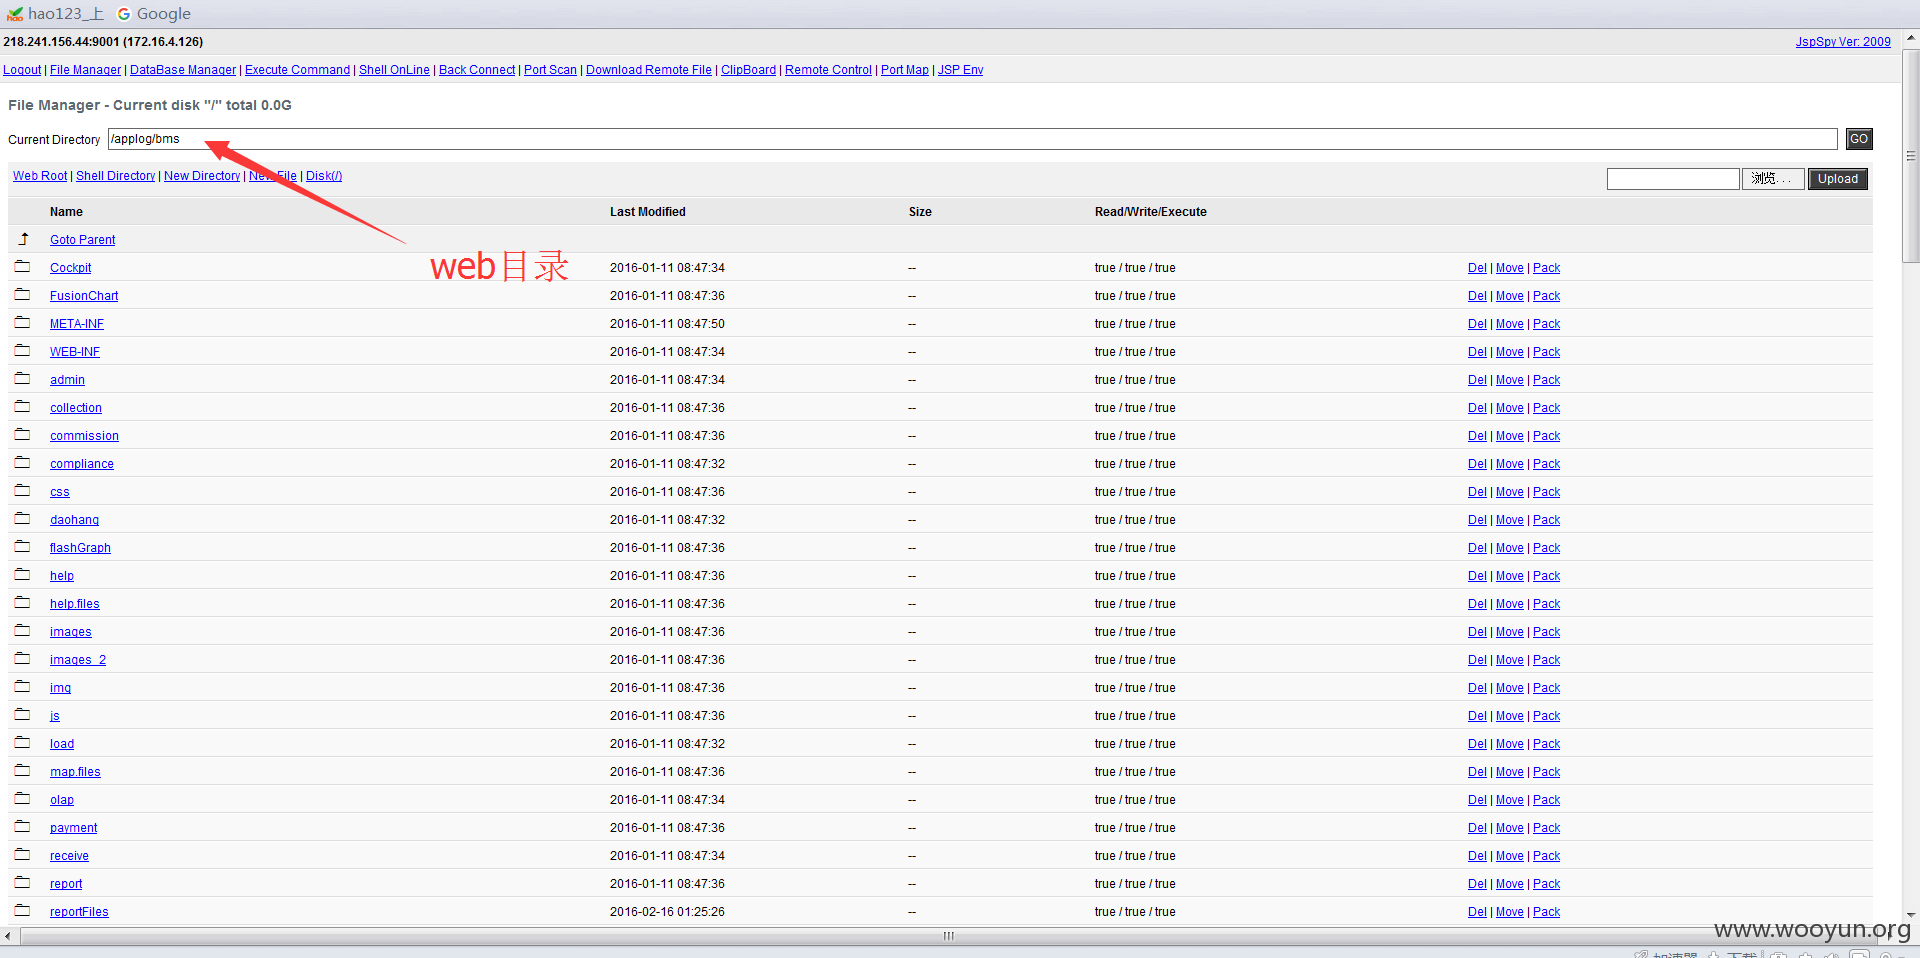 hao123_上 Google
218.241.156.44:9001 (172.16.4.126) JspSpy Ver: 2009
Logout | File Manager | DataBase Manager | Execute Command | Shell OnLine | Back Connect | Port Scan | Download Remote File | ClipBoard | Remote Control | Port Map | JSP Env
File Manager - Current disk "/" total 0.0G
Current Directory /applog/bms GO
Web Root | Shell Directory | New Directory | New File | Disk(/) 浏览... Upload
Name Last Modified Size Read/Write/Execute
Goto Parent
web目录
Cockpit 2016-01-11 08:47:34 -- true / true / true Del | Move | Pack
FusionChart 2016-01-11 08:47:36 -- true / true / true Del | Move | Pack
META-INF 2016-01-11 08:47:50 -- true / true / true Del | Move | Pack
WEB-INF 2016-01-11 08:47:34 -- true / true / true Del | Move | Pack
admin 2016-01-11 08:47:34 -- true / true / true Del | Move | Pack
collection 2016-01-11 08:47:36 -- true / true / true Del | Move | Pack
commission 2016-01-11 08:47:36 -- true / true / true Del | Move | Pack
compliance 2016-01-11 08:47:32 -- true / true / true Del | Move | Pack
css 2016-01-11 08:47:36 -- true / true / true Del | Move | Pack
daohang 2016-01-11 08:47:32 -- true / true / true Del | Move | Pack
flashGraph 2016-01-11 08:47:36 -- true / true / true Del | Move | Pack
help 2016-01-11 08:47:36 -- true / true / true Del | Move | Pack
help.files 2016-01-11 08:47:36 -- true / true / true Del | Move | Pack
images 2016-01-11 08:47:36 -- true / true / true Del | Move | Pack
images_2 2016-01-11 08:47:36 -- true / true / true Del | Move | Pack
img 2016-01-11 08:47:36 -- true / true / true Del | Move | Pack
js 2016-01-11 08:47:36 -- true / true / true Del | Move | Pack
load 2016-01-11 08:47:32 -- true / true / true Del | Move | Pack
map.files 2016-01-11 08:47:36 -- true / true / true Del | Move | Pack
olap 2016-01-11 08:47:34 -- true / true / true Del | Move | Pack
payment 2016-01-11 08:47:36 -- true / true / true Del | Move | Pack
receive 2016-01-11 08:47:34 -- true / true / true Del | Move | Pack
report 2016-01-11 08:47:36 -- true / true / true Del | Move | Pack
reportFiles 2016-02-16 01:25:26 -- true / true / true Del | Move | Pack
www.wooyun.org
加速器 下载